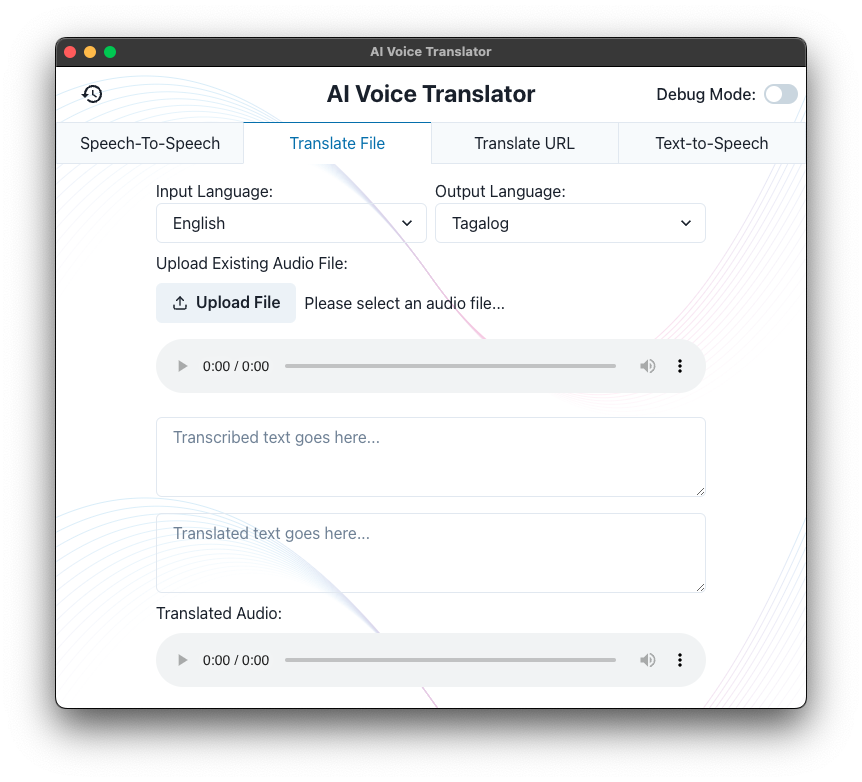 AI Voice Translator
AI Voice Translator
Debug Mode:
Speech-To-Speech
Translate File
Translate URL
Text-to-Speech
Input Language:
Output Language:
English
Tagalog
Upload Existing Audio File:
Upload File
Please select an audio file...
0:00 / 0:00
Transcribed text goes here...
Translated text goes here...
Translated Audio:
0:00 / 0:00